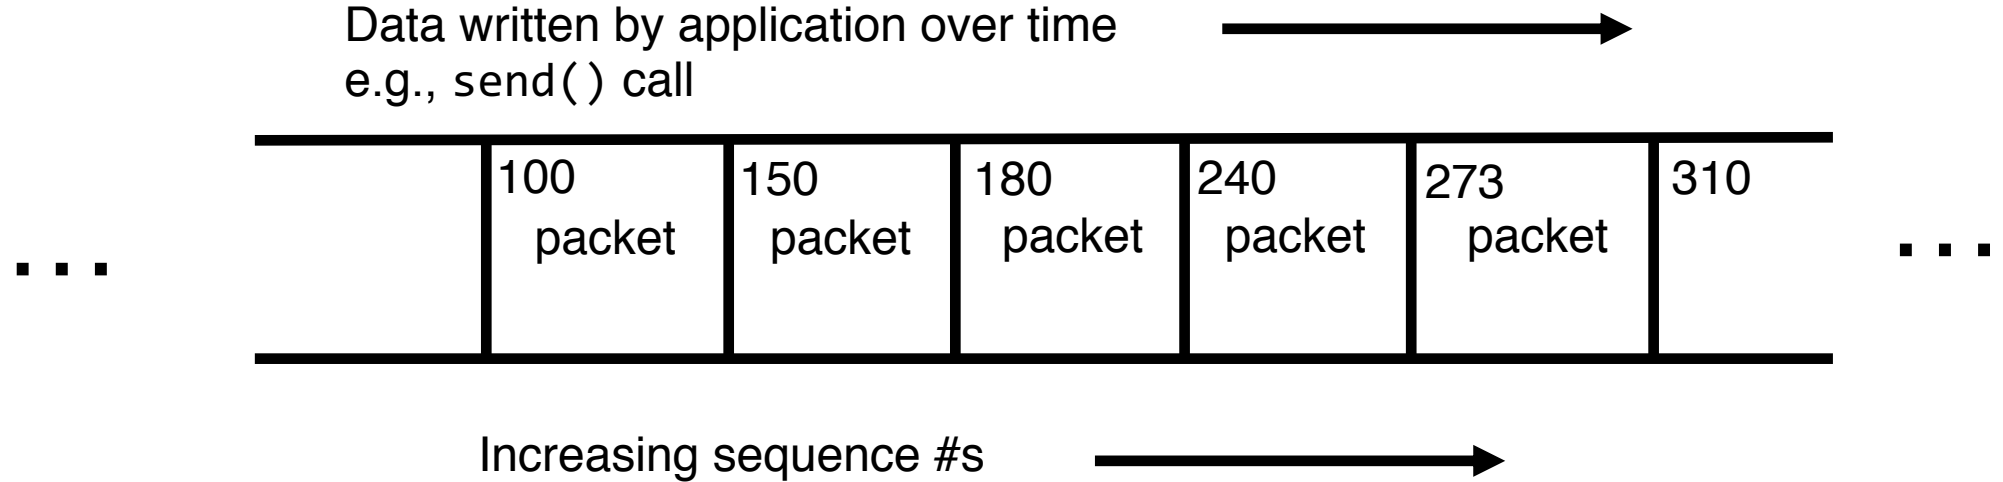 Data written by application over time
e.g., send() call
100 150 180 240 273 310
packet packet packet packet packet
. . . . . .
Increasing sequence #s